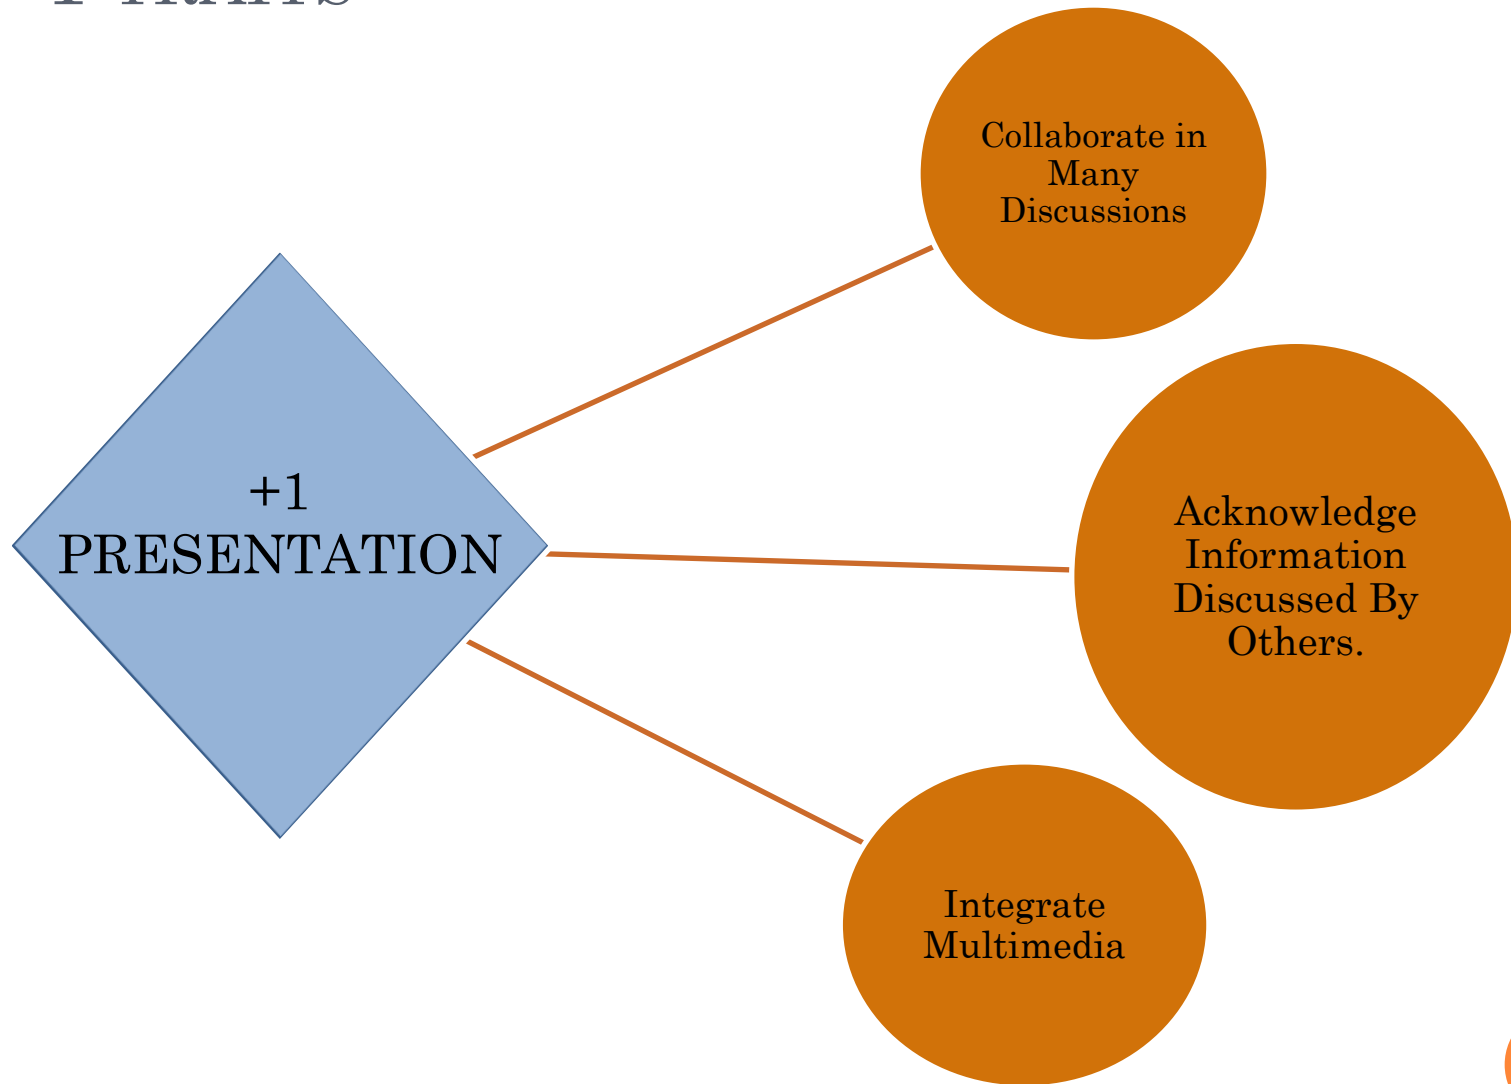 +1
PRESENTATION
Collaborate in
Many
Discussions
Acknowledge
Information
Discussed By
Others.
Integrate
Multimedia